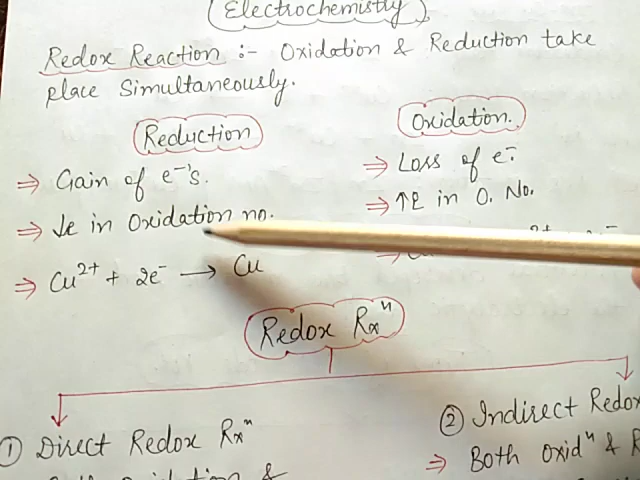 Electrochemistry
Redox Reaction :- Oxidation & Reduction take
place Simultaneously.
Reduction
⇒ Gain of e⁻'s.
⇒ ↓e in Oxidation no.
⇒ Cu²⁺ + 2e⁻ → Cu
Oxidation.
⇒ Loss of e⁻.
⇒ ↑e in O. No.
Redox Rxⁿ
① Direct Redox Rxⁿ
② Indirect Redox
⇒ Both oxidⁿ & R